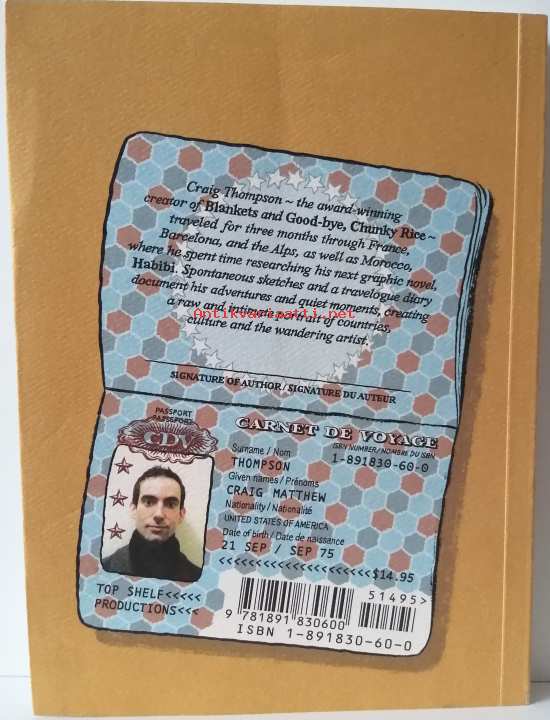 Craig Thompson ~ the award-winning
creator of Blankets and Good-bye, Chunky Rice ~
traveled for three months through France,
Barcelona, and the Alps, as well as Morocco,
where he spent time researching his next graphic novel,
Habibi. Spontaneous sketches and a travelogue diary
document his adventures and quiet moments, creating
a raw and intimate portrait of countries,
Antikvaripatti.net
culture and the wandering artist.
SIGNATURE OF AUTHOR / SIGNATURE DU AUTEUR
PASSPORT
PASSEPORT
CDV
CARNET DE VOYAGE
ISBN NUMBER / NOMBRE DU ISBN
1-891830-60-0
Surname / Nom
THOMPSON
Given names / Prénoms
CRAIG MATTHEW
Nationality / Nationalité
UNITED STATES OF AMERICA
Date of birth / Date de naissance
21 SEP / SEP 75
<<<<<<<<<<<<<<<<<<<<<$14.95
TOP SHELF<<<<<
PRODUCTIONS<<<
51495>
9 781891 830600
ISBN 1-891830-60-0